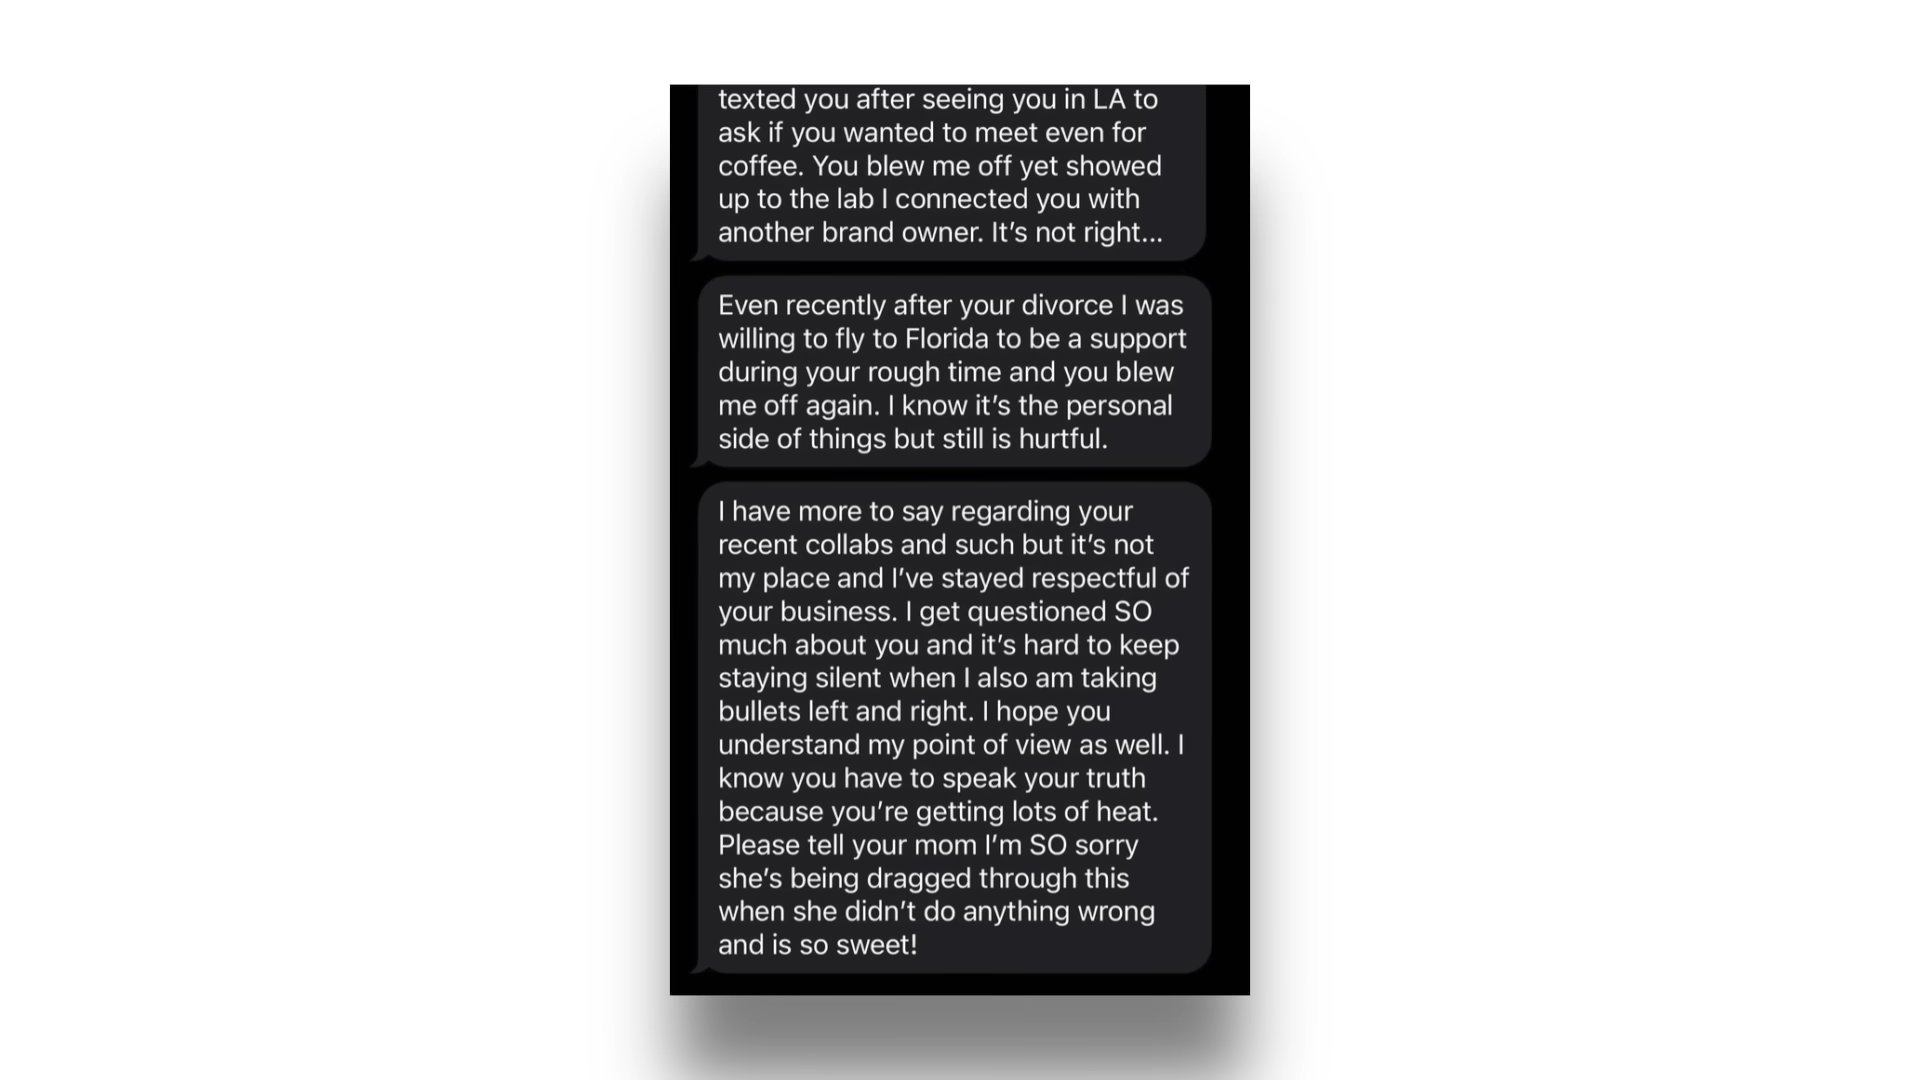 texted you after seeing you in LA to
ask if you wanted to meet even for
coffee. You blew me off yet showed
up to the lab I connected you with
another brand owner. It’s not right...
Even recently after your divorce I was
willing to fly to Florida to be a support
during your rough time and you blew
me off again. I know it’s the personal
side of things but still is hurtful.
I have more to say regarding your
recent collabs and such but it’s not
my place and I’ve stayed respectful of
your business. I get questioned SO
much about you and it’s hard to keep
staying silent when I also am taking
bullets left and right. I hope you
understand my point of view as well. I
know you have to speak your truth
because you’re getting lots of heat.
Please tell your mom I’m SO sorry
she’s being dragged through this
when she didn’t do anything wrong
and is so sweet!